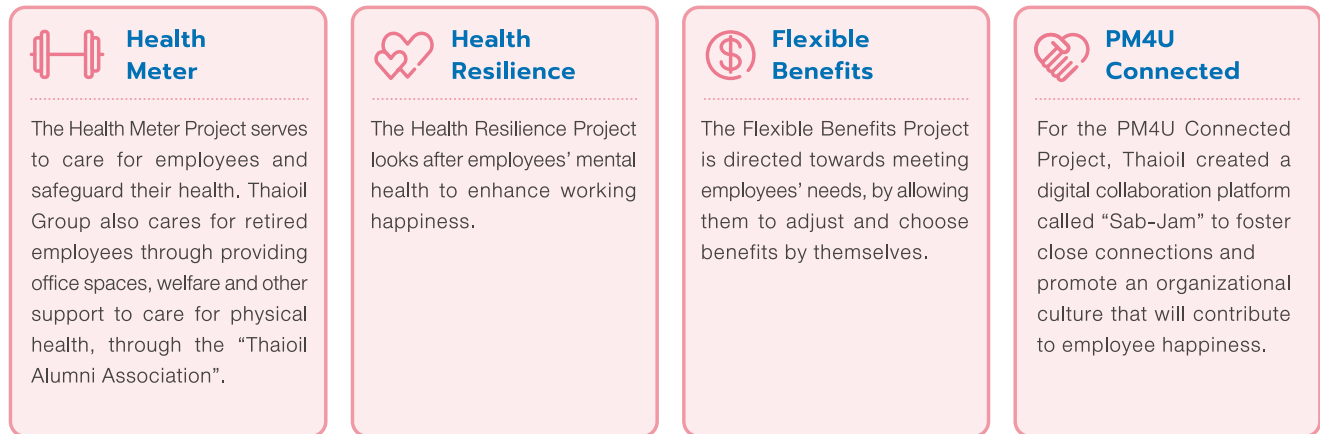 Health
Meter
The Health Meter Project serves
to care for employees and
safeguard their health. Thaioil
Group also cares for retired
employees through providing
office spaces, welfare and other
support to care for physical
health, through the “Thaioil
Alumni Association”.
Health
Resilience
The Health Resilience Project
looks after employees’ mental
health to enhance working
happiness.
Flexible
Benefits
The Flexible Benefits Project
is directed towards meeting
employees’ needs, by allowing
them to adjust and choose
benefits by themselves.
PM4U
Connected
For the PM4U Connected
Project, Thaioil created a
digital collaboration platform
called “Sab-Jam” to foster
close connections and
promote an organizational
culture that will contribute
to employee happiness.